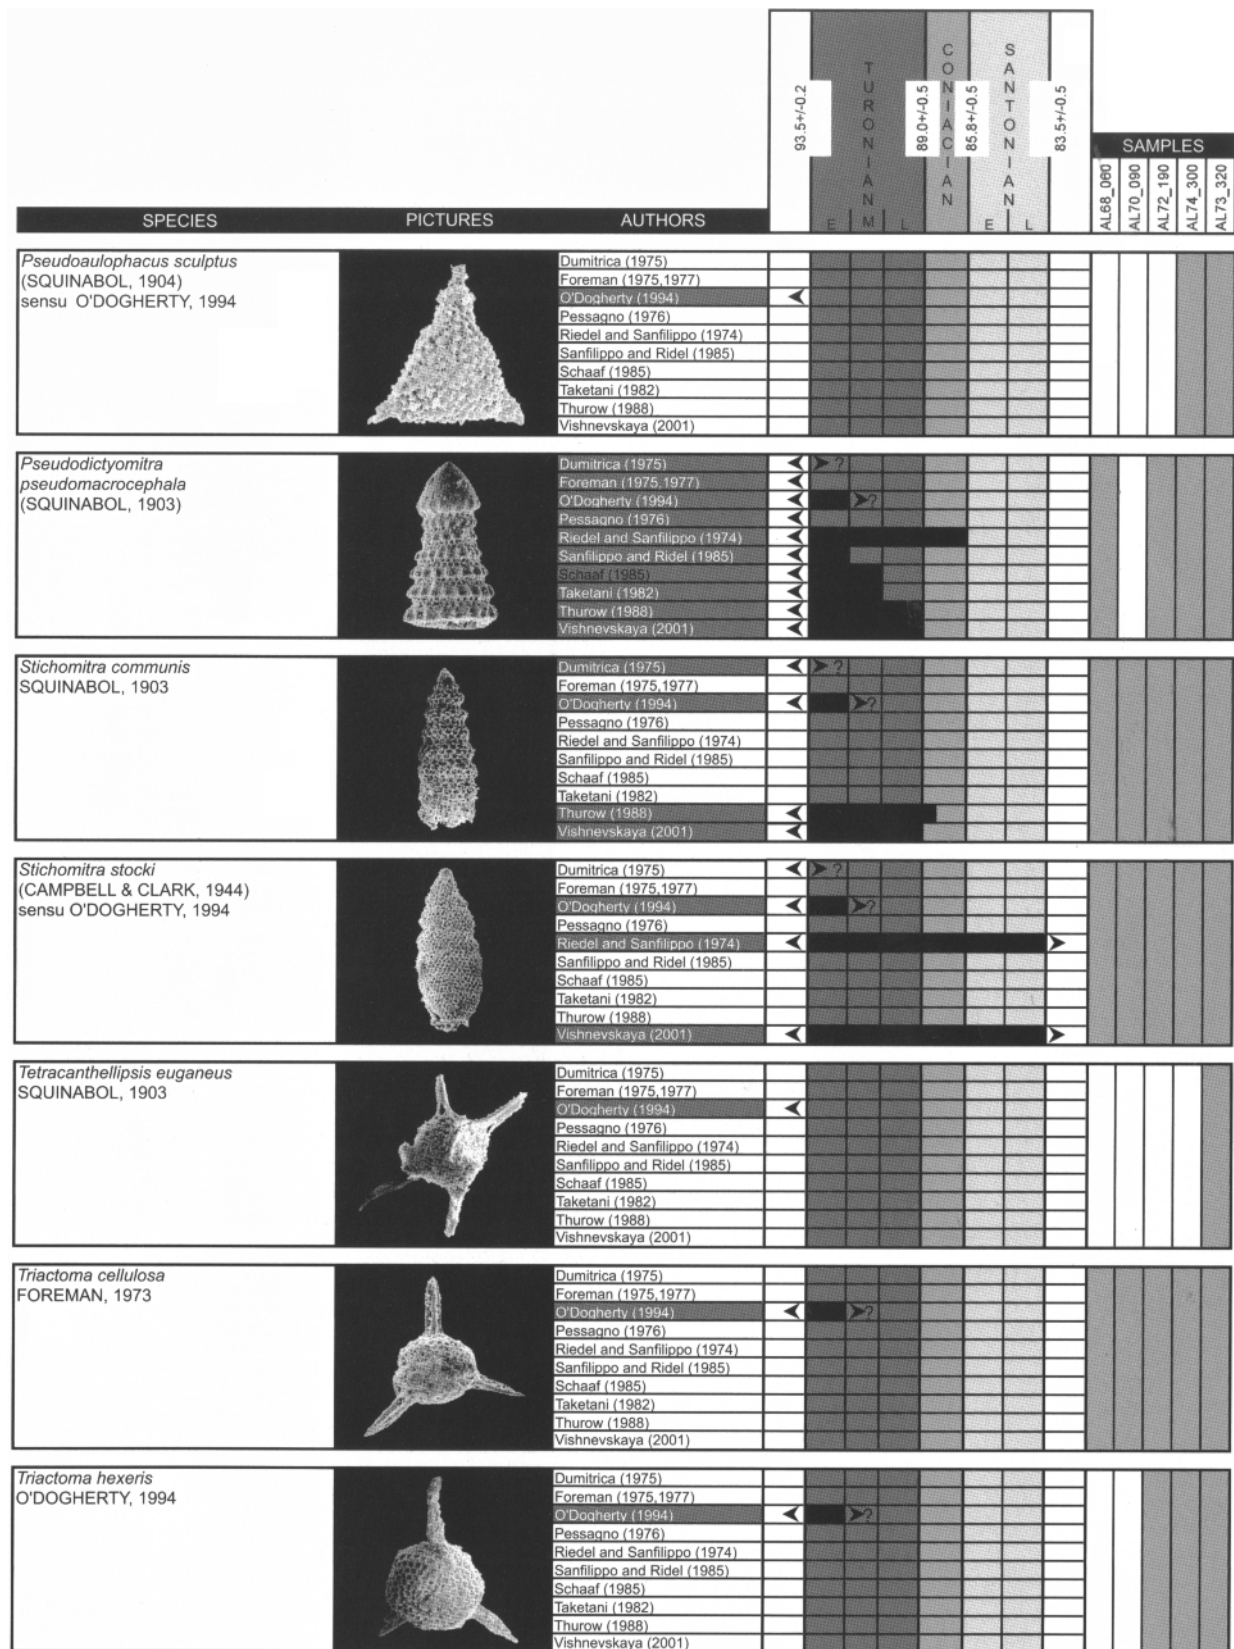 93.5+/-0.2
TURONIAN
89.0+/-0.5
CONIACIAN
85.8+/-0.5
SANTONIAN
83.5+/-0.5
SAMPLES
AL68_060
AL70_090
AL72_190
AL74_300
AL73_320
E M L E L
SPECIES PICTURES AUTHORS
Pseudoaulophacus sculptus
(SQUINABOL, 1904)
sensu O'DOGHERTY, 1994
Dumitrica (1975)
Foreman (1975,1977)
O'Dogherty (1994)
Pessagno (1976)
Riedel and Sanfilippo (1974)
Sanfilippo and Ridel (1985)
Schaaf (1985)
Taketani (1982)
Thurow (1988)
Vishnevskaya (2001)
Pseudodictyomitra
pseudomacrocephala
(SQUINABOL, 1903)
Dumitrica (1975) ?
Foreman (1975,1977)
O'Dogherty (1994) ?
Pessagno (1976)
Riedel and Sanfilippo (1974)
Sanfilippo and Ridel (1985)
Schaaf (1985)
Taketani (1982)
Thurow (1988)
Vishnevskaya (2001)
Stichomitra communis
SQUINABOL, 1903
Dumitrica (1975) ?
Foreman (1975,1977)
O'Dogherty (1994) ?
Pessagno (1976)
Riedel and Sanfilippo (1974)
Sanfilippo and Ridel (1985)
Schaaf (1985)
Taketani (1982)
Thurow (1988)
Vishnevskaya (2001)
Stichomitra stocki
(CAMPBELL & CLARK, 1944)
sensu O'DOGHERTY, 1994
Dumitrica (1975) ?
Foreman (1975,1977)
O'Dogherty (1994) ?
Pessagno (1976)
Riedel and Sanfilippo (1974)
Sanfilippo and Ridel (1985)
Schaaf (1985)
Taketani (1982)
Thurow (1988)
Vishnevskaya (2001)
Tetracanthellipsis euganeus
SQUINABOL, 1903
Dumitrica (1975)
Foreman (1975,1977)
O'Dogherty (1994)
Pessagno (1976)
Riedel and Sanfilippo (1974)
Sanfilippo and Ridel (1985)
Schaaf (1985)
Taketani (1982)
Thurow (1988)
Vishnevskaya (2001)
Triactoma cellulosa
FOREMAN, 1973
Dumitrica (1975)
Foreman (1975,1977)
O'Dogherty (1994) ?
Pessagno (1976)
Riedel and Sanfilippo (1974)
Sanfilippo and Ridel (1985)
Schaaf (1985)
Taketani (1982)
Thurow (1988)
Vishnevskaya (2001)
Triactoma hexeris
O'DOGHERTY, 1994
Dumitrica (1975)
Foreman (1975,1977)
O'Dogherty (1994) ?
Pessagno (1976)
Riedel and Sanfilippo (1974)
Sanfilippo and Ridel (1985)
Schaaf (1985)
Taketani (1982)
Thurow (1988)
Vishnevskaya (2001)